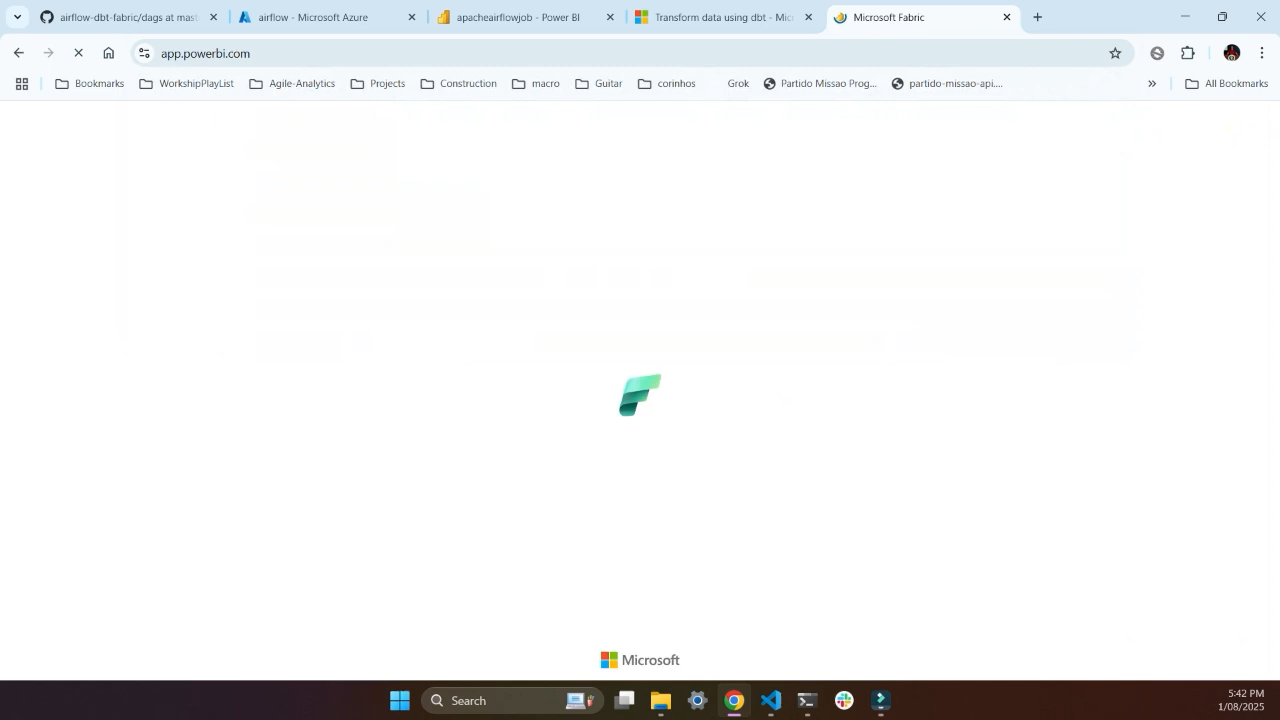 airflow-dbt-fabric/dags at mast
airflow - Microsoft Azure
apacheairflowjob - Power BI
Transform data using dbt - Micr
Microsoft Fabric
app.powerbi.com
Bookmarks
WorkshipPlayList
Agile-Analytics
Projects
Construction
macro
Guitar
corinhos
Grok
Partido Missao Prog...
partido-missao-api....
»
All Bookmarks
Microsoft
Search
5:42 PM
1/08/2025